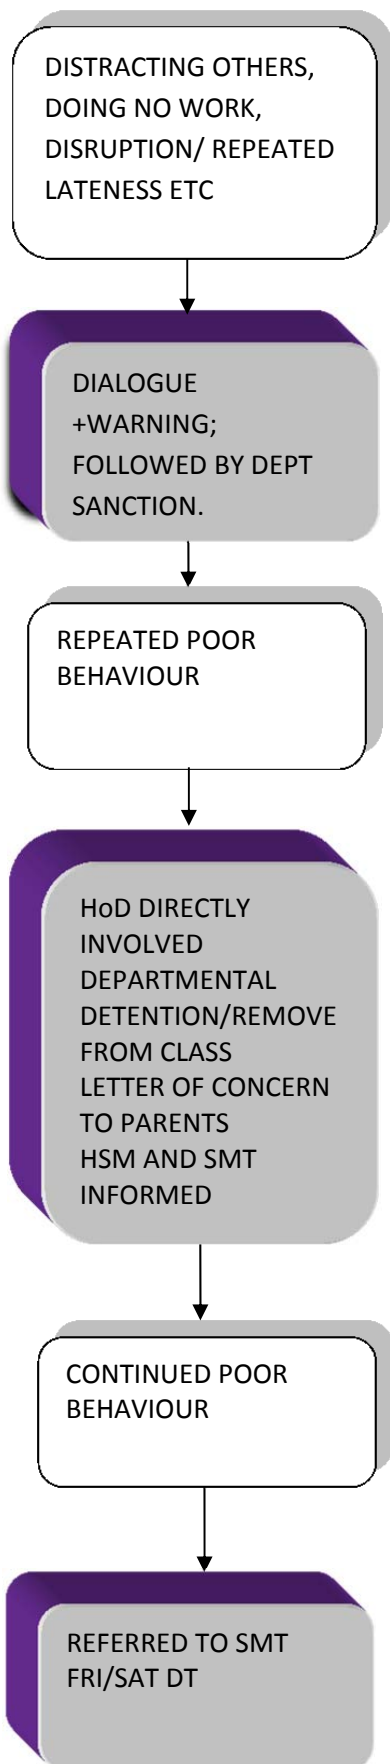 DISTRACTING OTHERS,
DOING NO WORK,
DISRUPTION/ REPEATED
LATENESS ETC
DIALOGUE
+WARNING;
FOLLOWED BY DEPT
SANCTION.
REPEATED POOR
BEHAVIOUR
HoD DIRECTLY
INVOLVED
DEPARTMENTAL
DETENTION/REMOVE
FROM CLASS
LETTER OF CONCERN
TO PARENTS
HSM AND SMT
INFORMED
CONTINUED POOR
BEHAVIOUR
REFERRED TO SMT
FRI/SAT DT